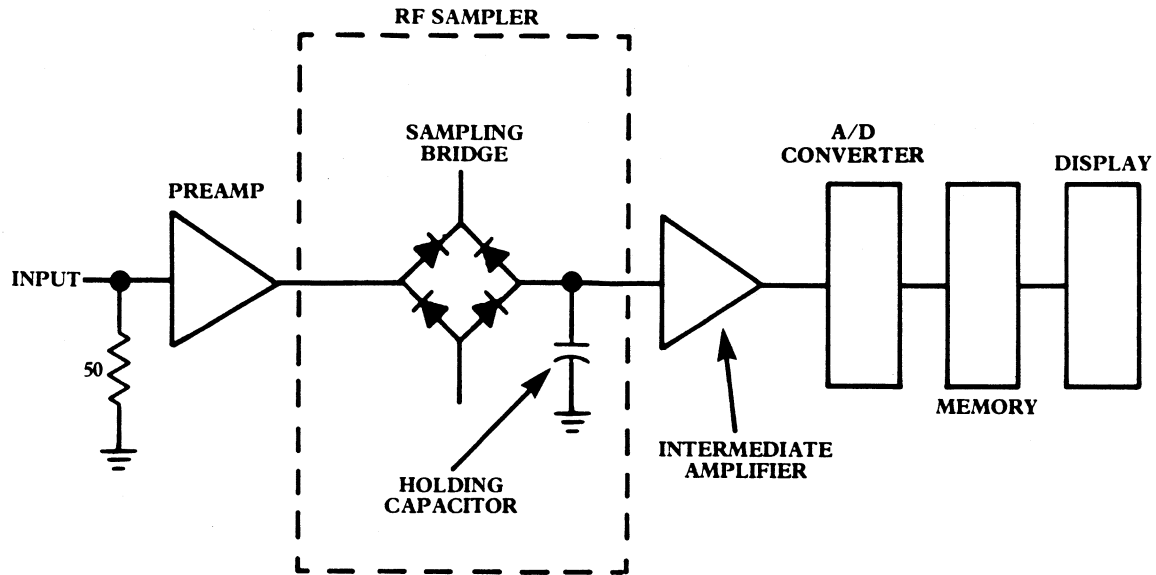 RF SAMPLER
SAMPLING
BRIDGE
A/D
CONVERTER
DISPLAY
PREAMP
INPUT
50
MEMORY
INTERMEDIATE
AMPLIFIER
HOLDING
CAPACITOR